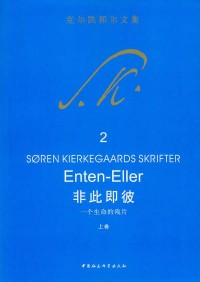 克尔凯郭尔文集
S. K.
2
SØREN KIERKEGAARDS SKRIFTER
Enten-Eller
非此即彼
一个生命的残片
上卷
中国社会科学出版社